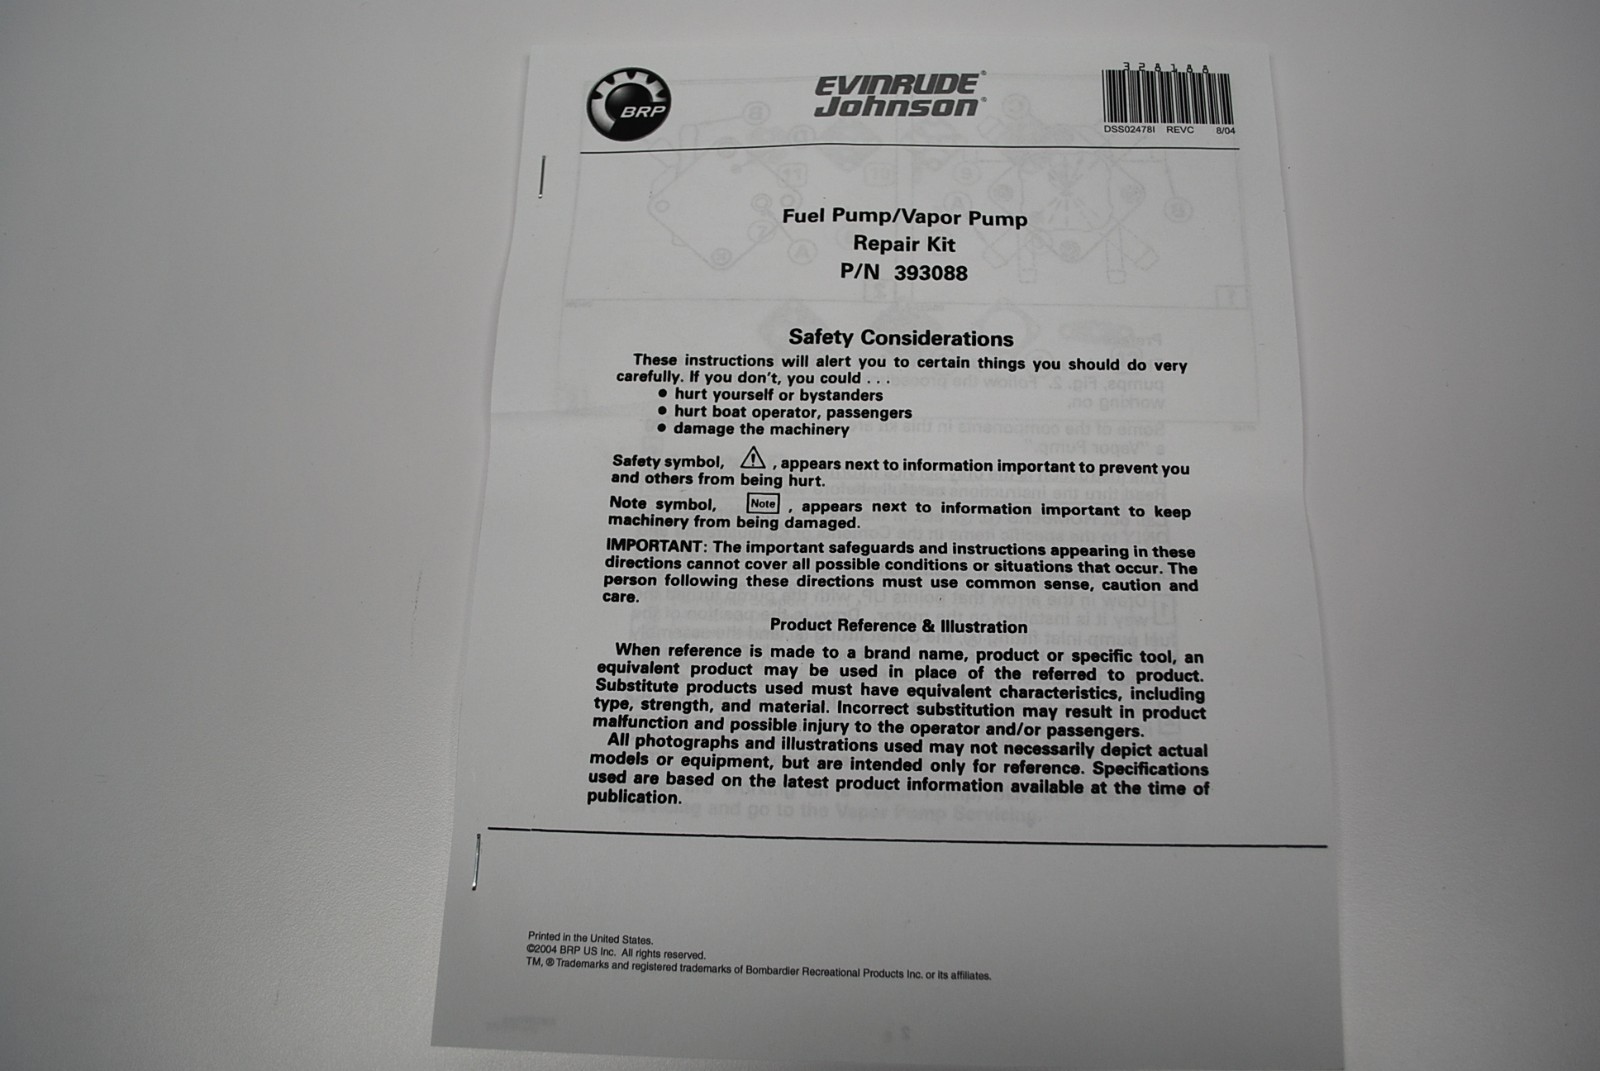 BRP
EVINRUDE®
Johnson®
328188
DSS02478I REVC 8/04
Fuel Pump/Vapor Pump
Repair Kit
P/N 393088
Safety Considerations
These instructions will alert you to certain things you should do very
carefully. If you don't, you could . . .
● hurt yourself or bystanders
● hurt boat operator, passengers
● damage the machinery
Safety symbol, ⚠ , appears next to information important to prevent you
and others from being hurt.
Note symbol, Note , appears next to information important to keep
machinery from being damaged.
IMPORTANT: The important safeguards and instructions appearing in these
directions cannot cover all possible conditions or situations that occur. The
person following these directions must use common sense, caution and
care.
Product Reference & Illustration
When reference is made to a brand name, product or specific tool, an
equivalent product may be used in place of the referred to product.
Substitute products used must have equivalent characteristics, including
type, strength, and material. Incorrect substitution may result in product
malfunction and possible injury to the operator and/or passengers.
All photographs and illustrations used may not necessarily depict actual
models or equipment, but are intended only for reference. Specifications
used are based on the latest product information available at the time of
publication.
Printed in the United States.
©2004 BRP US Inc. All rights reserved.
TM, ® Trademarks and registered trademarks of Bombardier Recreational Products Inc. or its affiliates.